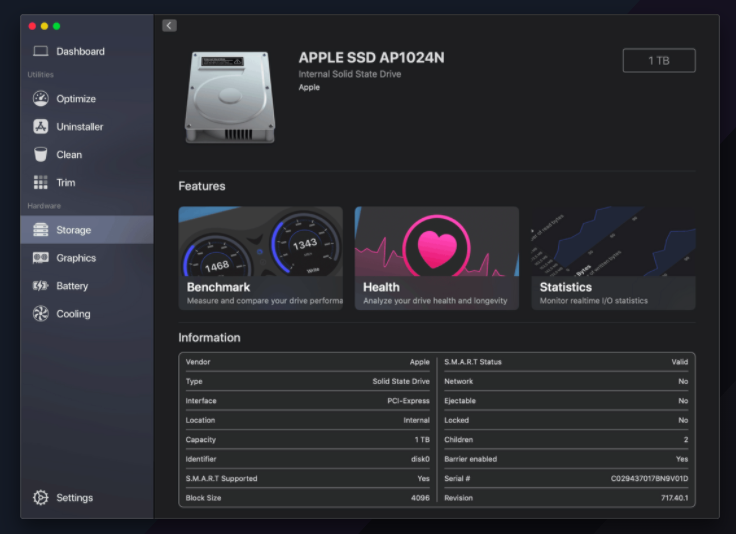 Dashboard
Utilities
Optimize
Uninstaller
Clean
Trim
Hardware
Storage
Graphics
Battery
Cooling
Settings
APPLE SSD AP1024N
Internal Solid State Drive
Apple
1 TB
Features
1468
1343
Write
Benchmark
Measure and compare your drive performa
Health
Analyze your drive health and longevity
Bytes
Statistics
Monitor realtime I/O statistics
Information
Vendor Apple
S.M.A.R.T Status Valid
Type Solid State Drive
Network No
Interface PCI-Express
Ejectable No
Location Internal
Locked No
Capacity 1 TB
Children 2
Identifier disk0
Barrier enabled Yes
S.M.A.R.T Supported Yes
Serial # C029437017BN9V01D
Block Size 4096
Revision 717.40.1